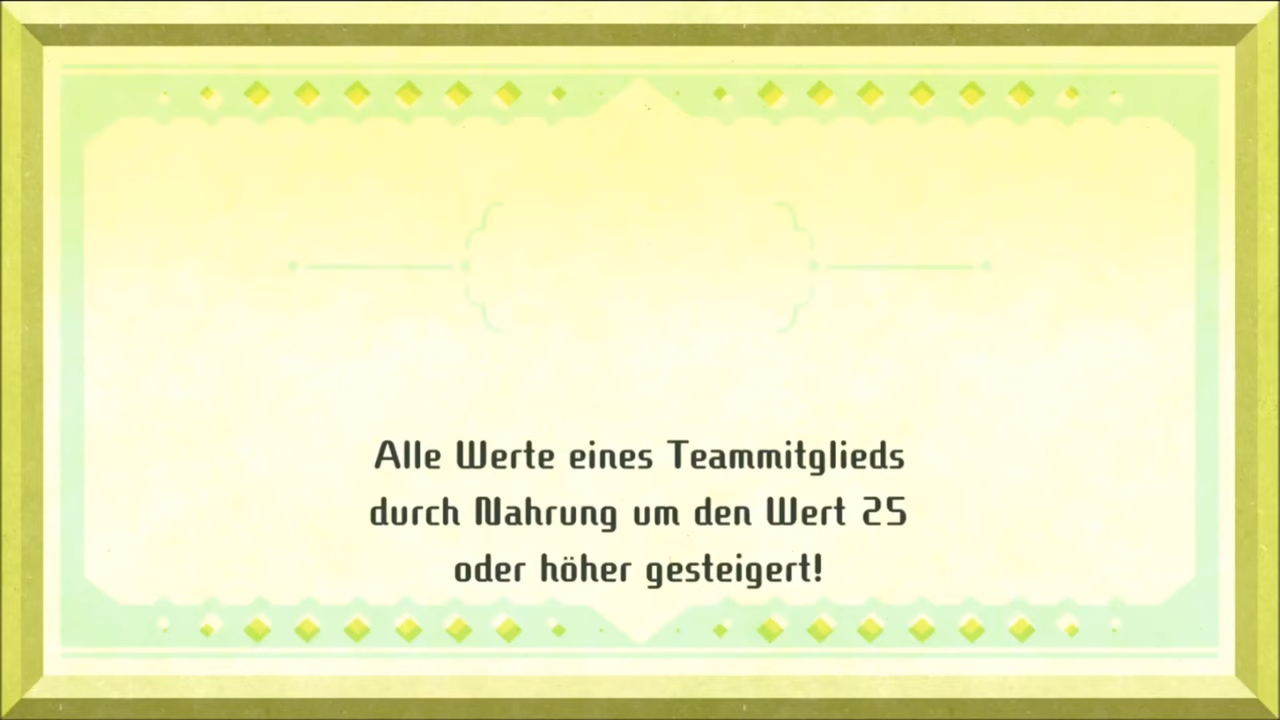 Alle Werte eines Teammitglieds
durch Nahrung um den Wert 25
oder höher gesteigert!